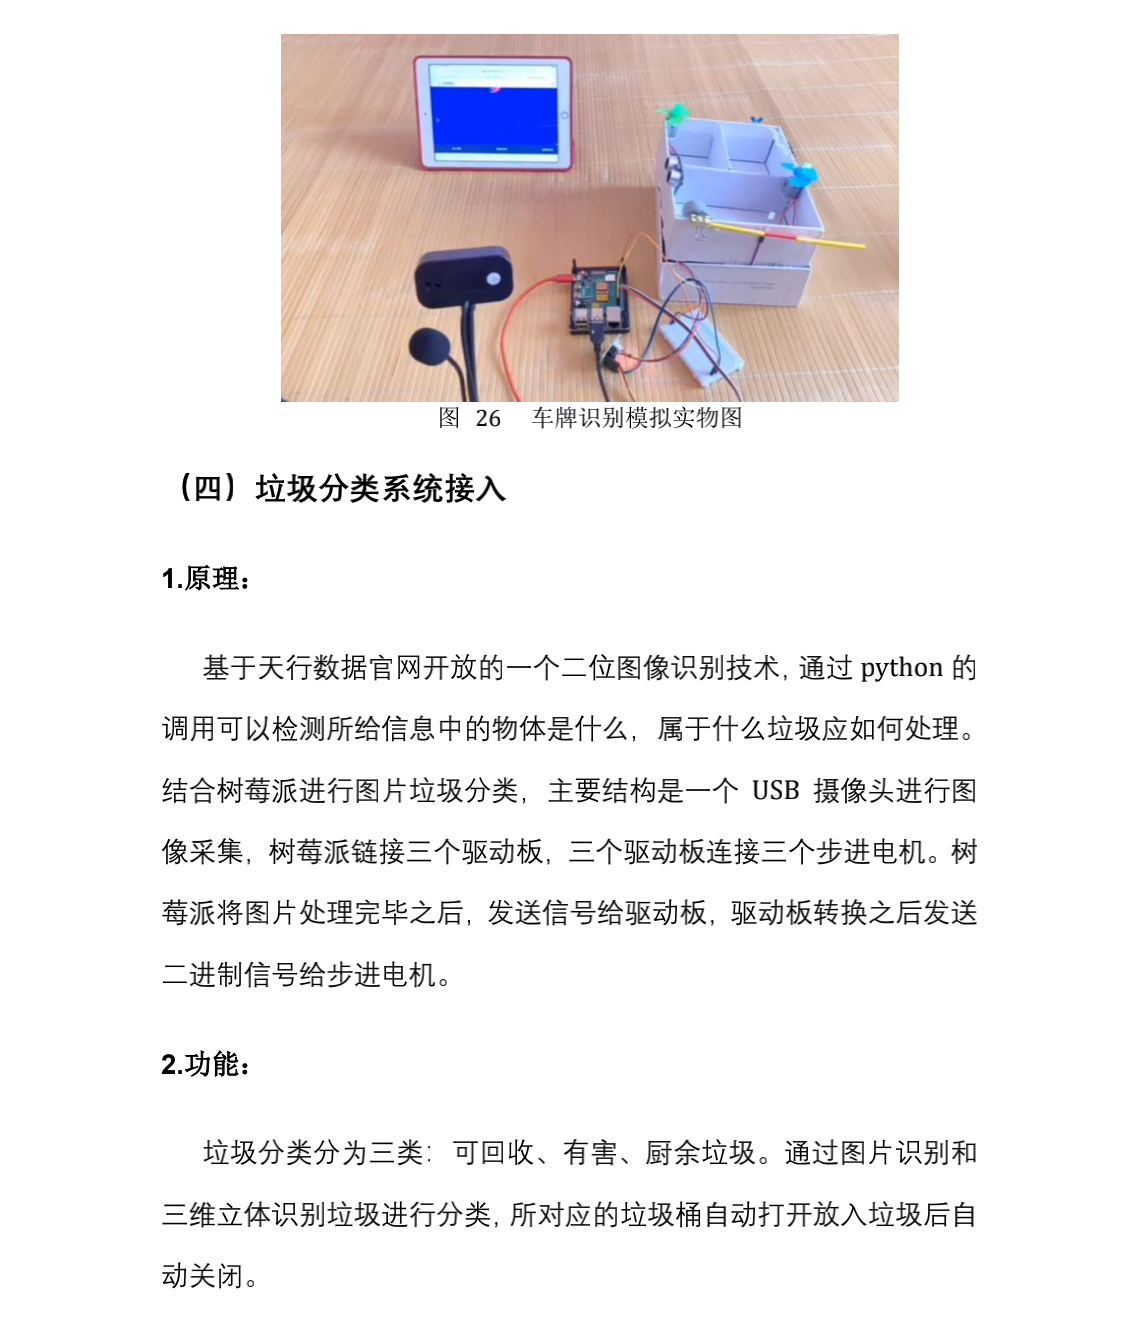 图 26 车牌识别模拟实物图
（四）垃圾分类系统接入
1.原理：
基于天行数据官网开放的一个二位图像识别技术，通过 python 的
调用可以检测所给信息中的物体是什么，属于什么垃圾应如何处理。
结合树莓派进行图片垃圾分类，主要结构是一个 USB 摄像头进行图
像采集，树莓派链接三个驱动板，三个驱动板连接三个步进电机。树
莓派将图片处理完毕之后，发送信号给驱动板，驱动板转换之后发送
二进制信号给步进电机。
2.功能：
垃圾分类分为三类：可回收、有害、厨余垃圾。通过图片识别和
三维立体识别垃圾进行分类，所对应的垃圾桶自动打开放入垃圾后自
动关闭。